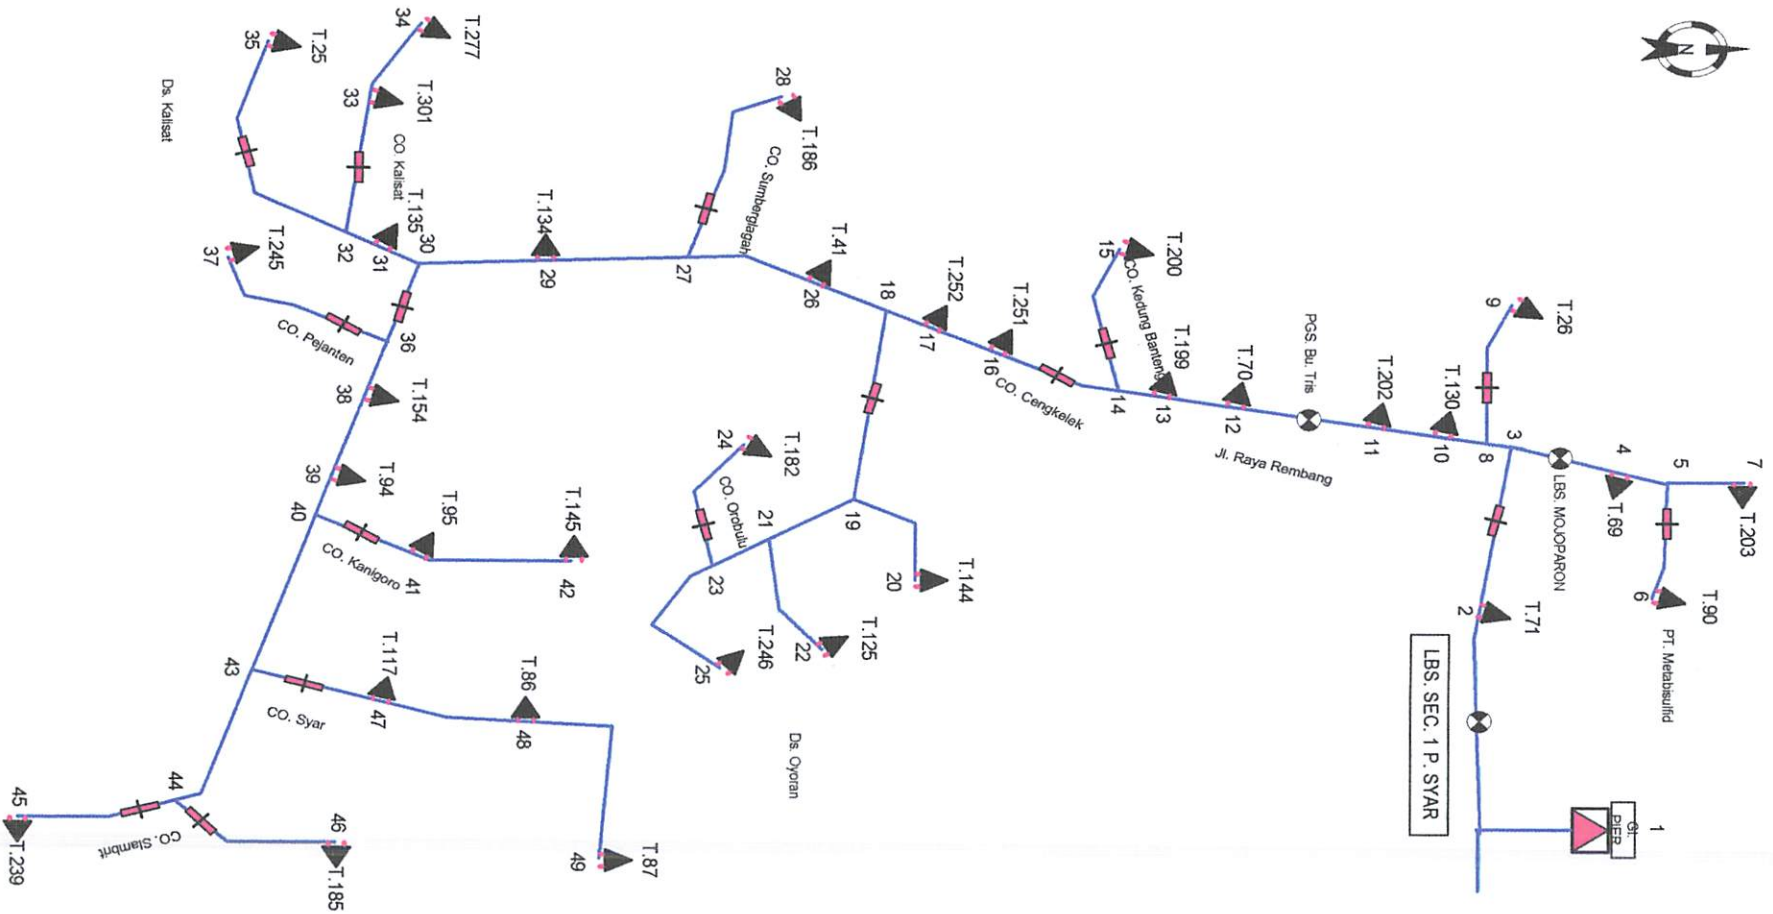 N
34
T.277
35
T.25
Ds. Kalisat
33
T.301
CO. Kalisat
T.135
30
31
32
T.245
37
CO. Pejanten
36
T.134
29
28
T.186
CO. Sumberglagah
27
T.41
26
18
T.252
17
T.251
16
CO. Cengkelek
T.200
15
CO. Kedung Banteng
14
T.199
13
T.70
12
PGS. Bu. Tris
T.202
11
Jl. Raya Rembang
T.130
10
T.26
9
8
3
LBS. MOJOPARON
4
T.69
5
7
T.203
T.90
6
PT. Metabisulfid
T.71
2
LBS. SEC. 1 P. SYAR
GI.
PIER
1
T.154
38
T.94
39
40
T.95
41
CO. Kanigoro
T.145
42
T.182
24
CO. Orobulu
23
21
19
T.144
20
T.125
22
T.246
25
Ds. Oyoran
43
CO. Syar
T.117
47
T.86
48
T.87
49
44
45
T.239
CO. Slambrit
46
T.185